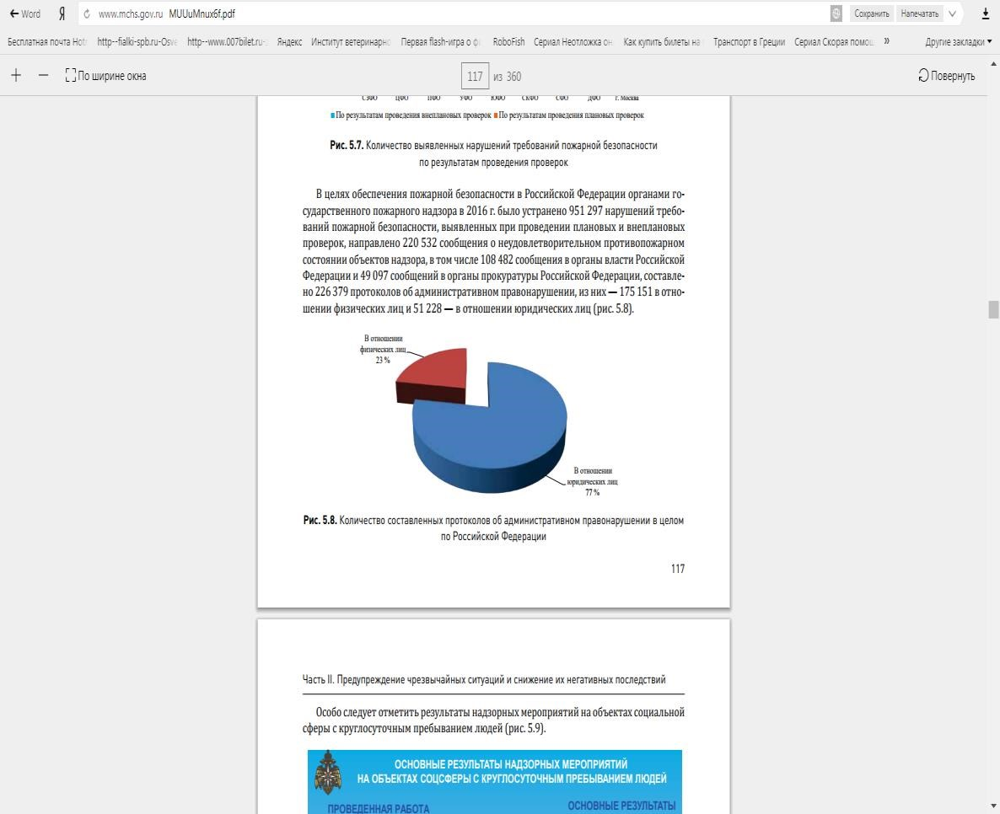 Word
www.mchs.gov.ru MUUuMnux6f.pdf
Сохранить
Напечатать
http--fialki-spb.ru-Osve
http--www.007bilet.ru-
Яндекс
Институт ветеринарно
Первая flash-игра о ф
RoboFish
Сериал Неотложка он
Как купить билеты на
Транспорт в Греции
Сериал Скорая помощ
»
Другие закладки
По ширине окна
117 из 360
Повернуть
СЗФО ЦФО ПФО УФО ЮФО СКФО СФО ДФО г. Москва
По результатам проведения внеплановых проверок По результатам проведения плановых проверок
Рис. 5.7. Количество выявленных нарушений требований пожарной безопасности
по результатам проведения проверок
В целях обеспечения пожарной безопасности в Российской Федерации органами го-
сударственного пожарного надзора в 2016 г. было устранено 951 297 нарушений требо-
ваний пожарной безопасности, выявленных при проведении плановых и внеплановых
проверок, направлено 220 532 сообщения о неудовлетворительном противопожарном
состоянии объектов надзора, в том числе 108 482 сообщения в органы власти Российской
Федерации и 49 097 сообщений в органы прокуратуры Российской Федерации, составле-
но 226 379 протоколов об административном правонарушении, из них — 175 151 в отно-
шении физических лиц и 51 228 — в отношении юридических лиц (рис. 5.8).
В отношении
физических лиц
23 %
В отношении
юридических лиц
77 %
Рис. 5.8. Количество составленных протоколов об административном правонарушении в целом
по Российской Федерации
117
Часть II. Предупреждение чрезвычайных ситуаций и снижение их негативных последствий
Особо следует отметить результаты надзорных мероприятий на объектах социальной
сферы с круглосуточным пребыванием людей (рис. 5.9).
ОСНОВНЫЕ РЕЗУЛЬТАТЫ НАДЗОРНЫХ МЕРОПРИЯТИЙ
НА ОБЪЕКТАХ СОЦСФЕРЫ С КРУГЛОСУТОЧНЫМ ПРЕБЫВАНИЕМ ЛЮДЕЙ
ПРОВЕДЕННАЯ РАБОТА
ОСНОВНЫЕ РЕЗУЛЬТАТЫ